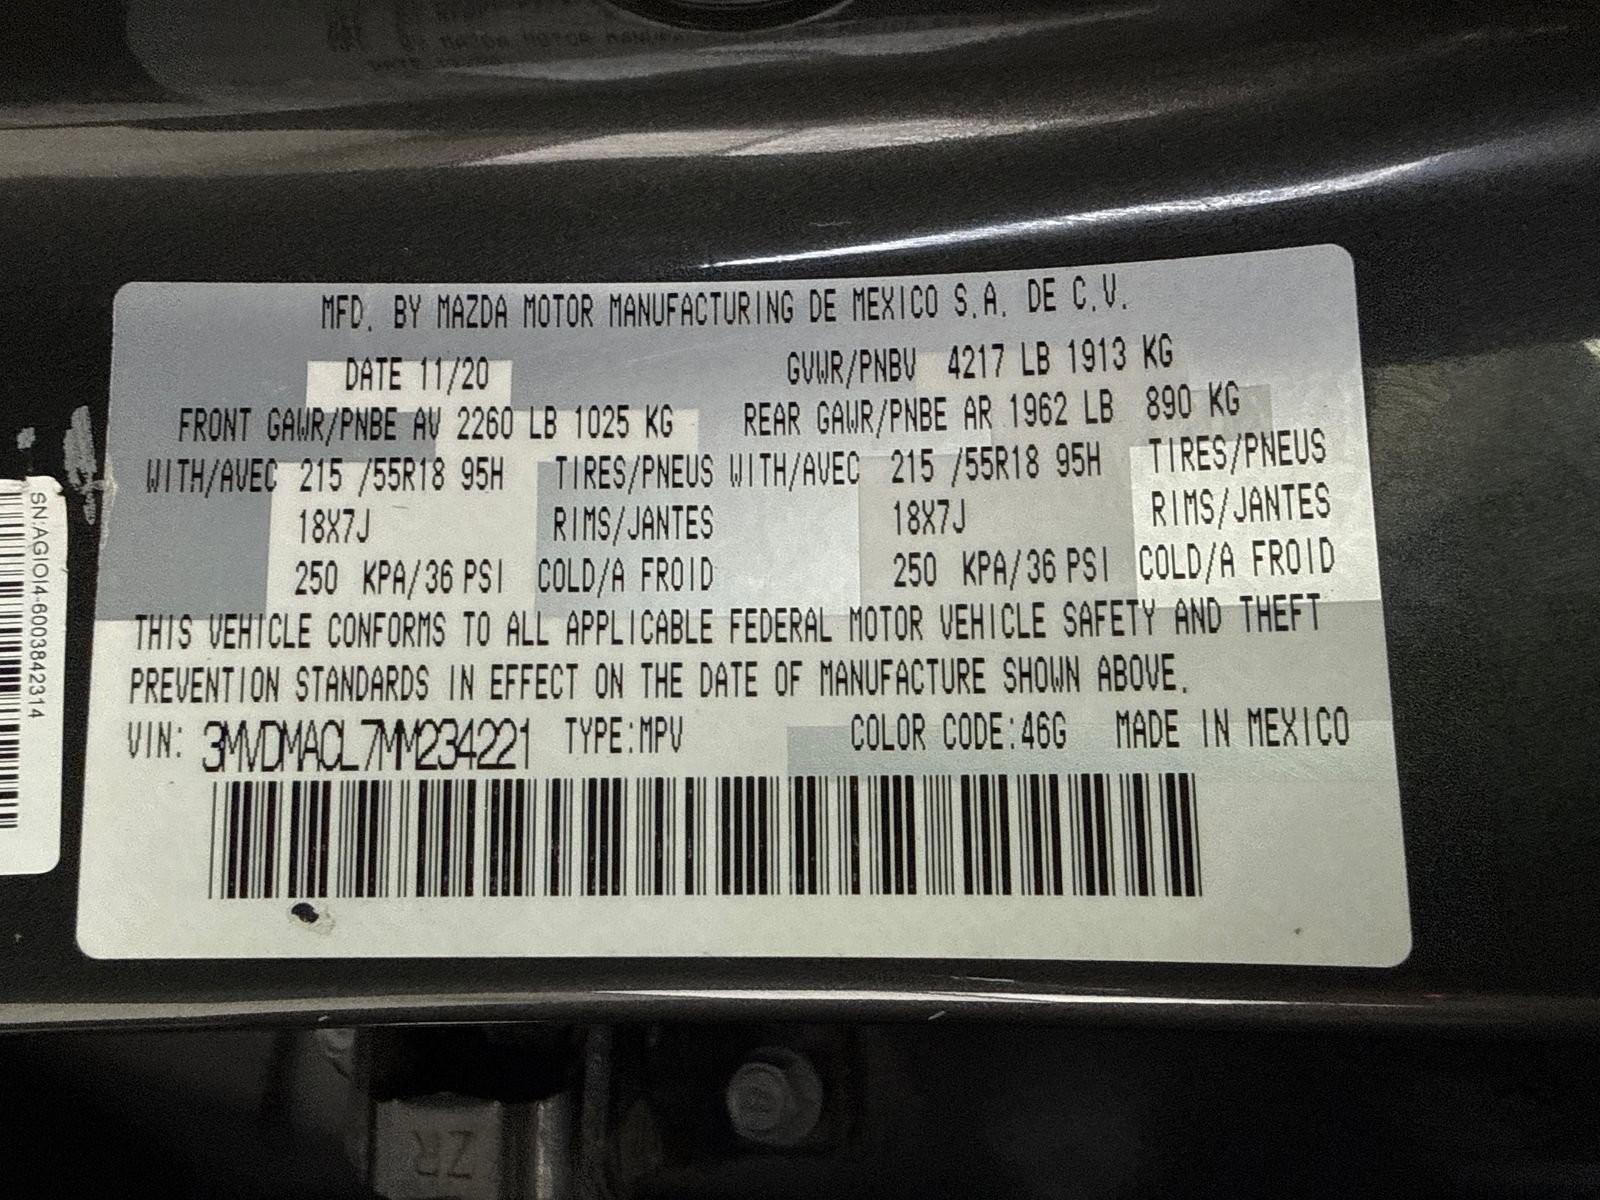 MFD. BY MAZDA MOTOR MANUFACTURING DE MEXICO S.A. DE C.V.
DATE 11/20 GVWR/PNBV 4217 LB 1913 KG
FRONT GAWR/PNBE AV 2260 LB 1025 KG REAR GAWR/PNBE AR 1962 LB 890 KG
WITH/AVEC 215 /55R18 95H TIRES/PNEUS WITH/AVEC 215 /55R18 95H TIRES/PNEUS
18X7J RIMS/JANTES 18X7J RIMS/JANTES
250 KPA/36 PSI COLD/A FROID 250 KPA/36 PSI COLD/A FROID
THIS VEHICLE CONFORMS TO ALL APPLICABLE FEDERAL MOTOR VEHICLE SAFETY AND THEFT
PREVENTION STANDARDS IN EFFECT ON THE DATE OF MANUFACTURE SHOWN ABOVE.
VIN: 3MVDMACL7MM234221 TYPE:MPV COLOR CODE:46G MADE IN MEXICO
SN:AGIOI4-6003842314
ZR